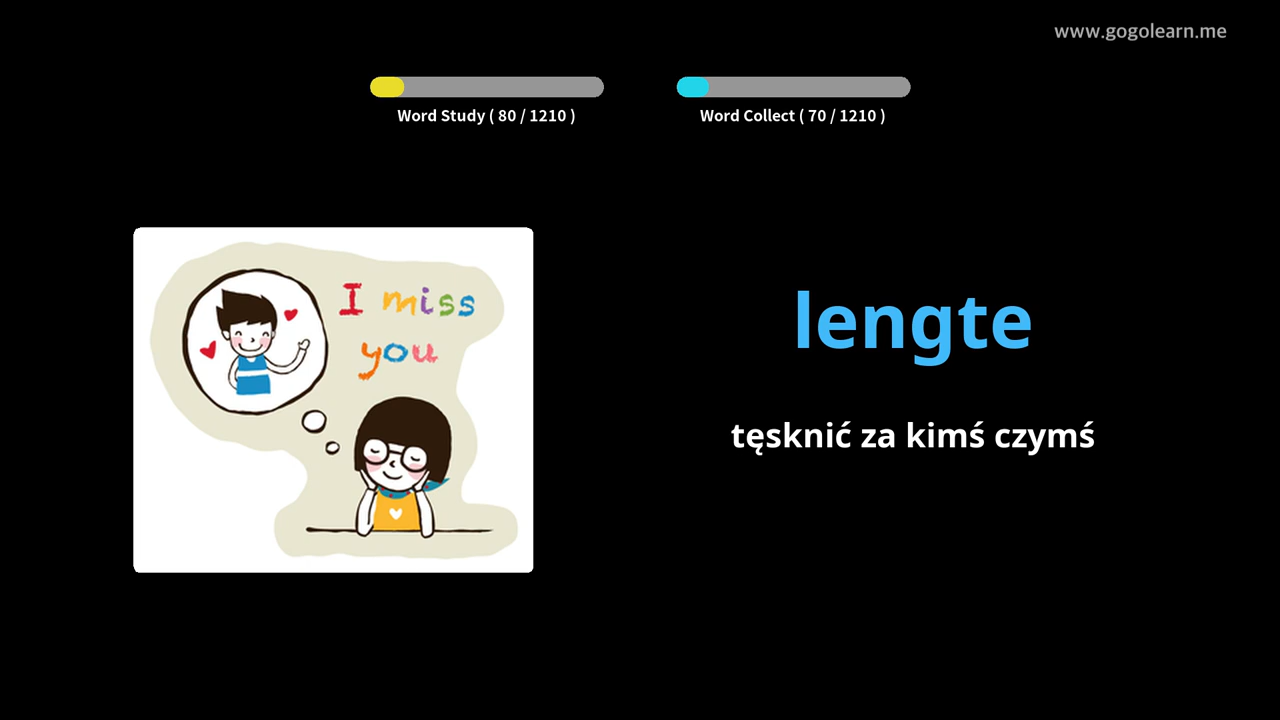 www.gogolearn.me
Word Study ( 80 / 1210 )
Word Collect ( 70 / 1210 )
I miss
you
lengte
tęsknić za kimś czymś